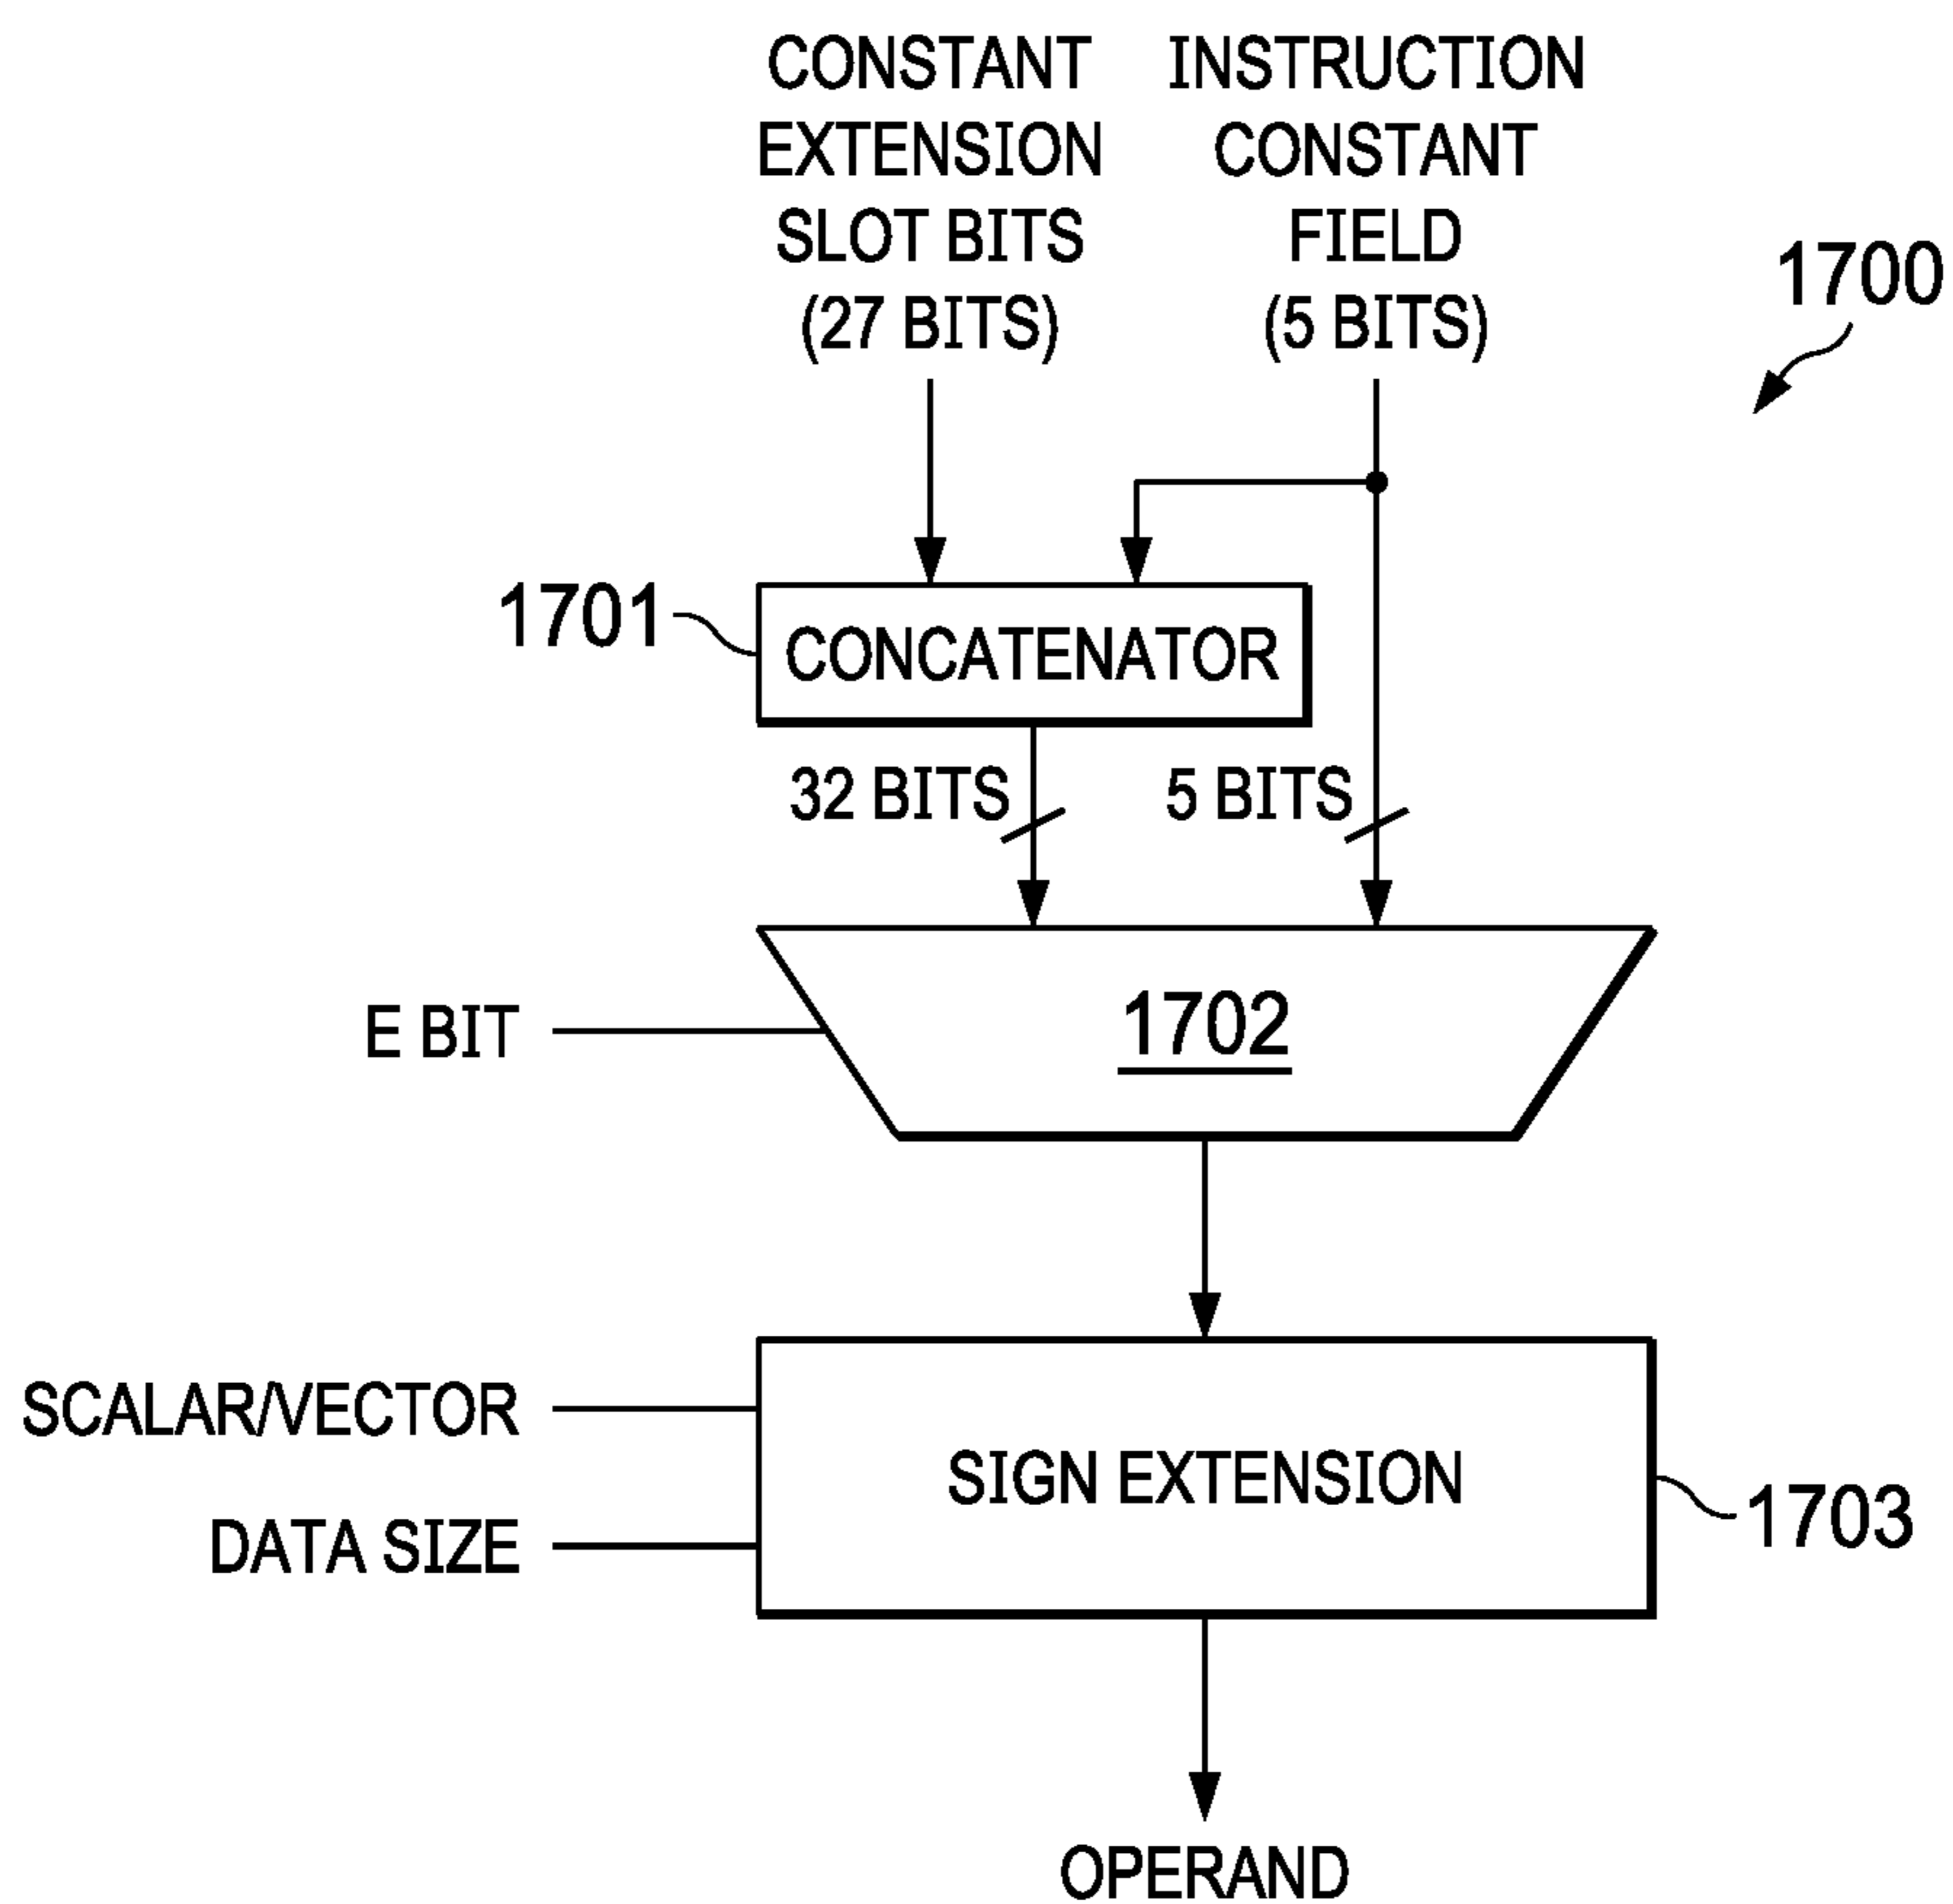 CONSTANT
EXTENSION
SLOT BITS
(27 BITS)
INSTRUCTION
CONSTANT
FIELD
(5 BITS)
1700
1701
CONCATENATOR
32 BITS
5 BITS
E BIT
1702
SCALAR/VECTOR
DATA SIZE
SIGN EXTENSION
1703
OPERAND